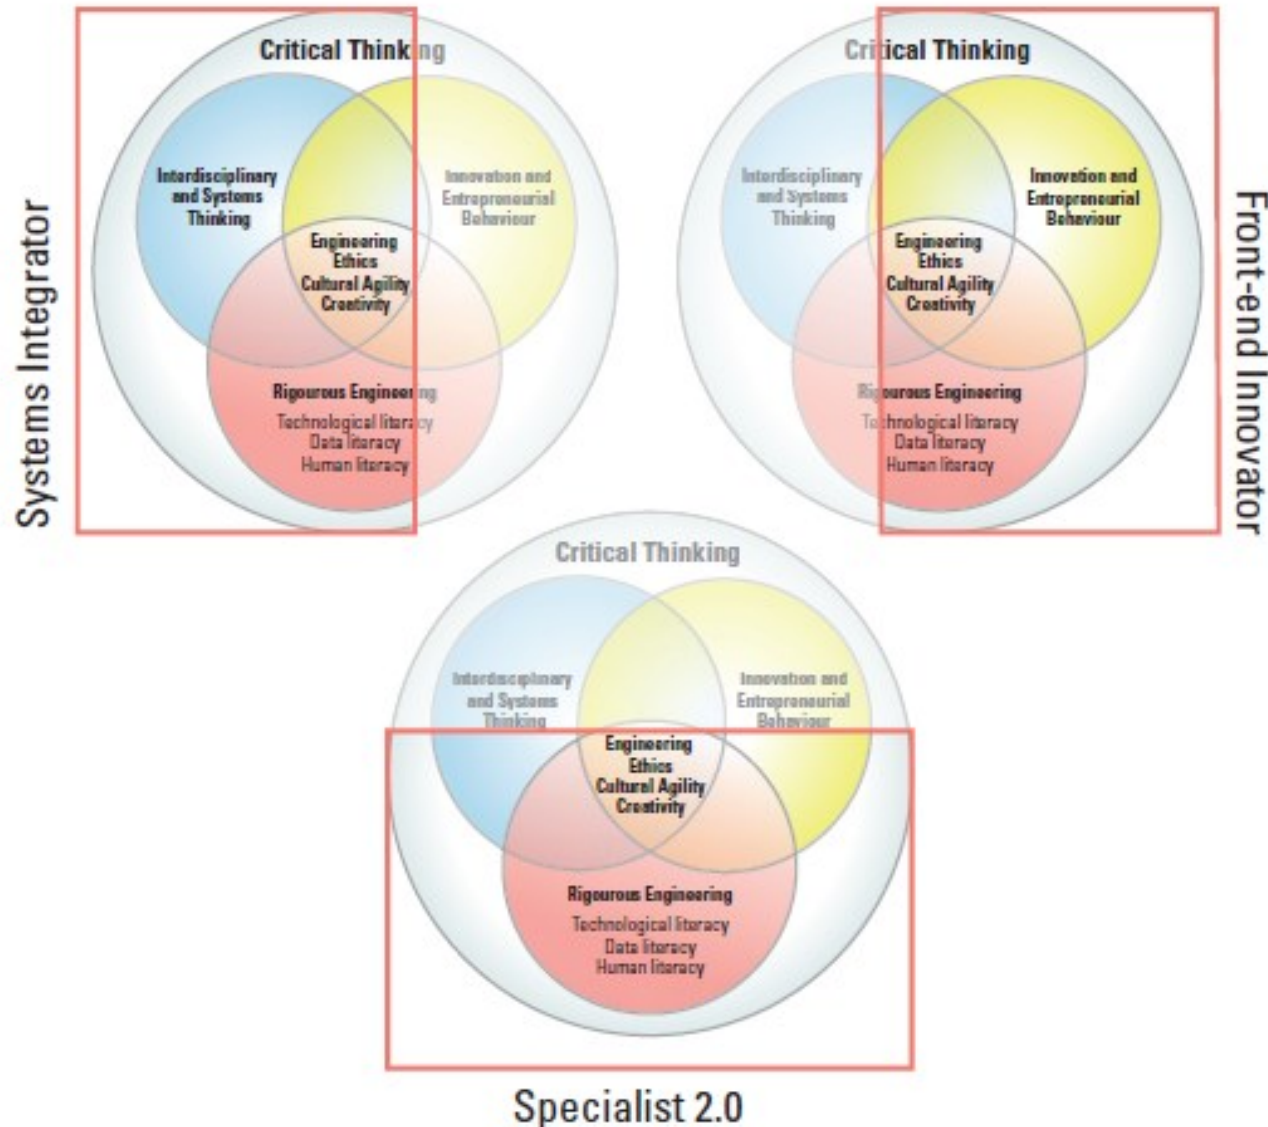 Systems Integrator
Critical Thinking
Interdisciplinary
and Systems
Thinking
Innovation and
Entrepreneurial
Behaviour
Engineering
Ethics
Cultural Agility
Creativity
Rigourous Engineering
Technological literacy
Data literacy
Human literacy
Front-end Innovator
Critical Thinking
Interdisciplinary
and Systems
Thinking
Innovation and
Entrepreneurial
Behaviour
Engineering
Ethics
Cultural Agility
Creativity
Rigourous Engineering
Technological literacy
Data literacy
Human literacy
Critical Thinking
Interdisciplinary
and Systems
Thinking
Innovation and
Entrepreneurial
Behaviour
Engineering
Ethics
Cultural Agility
Creativity
Rigourous Engineering
Technological literacy
Data literacy
Human literacy
Specialist 2.0